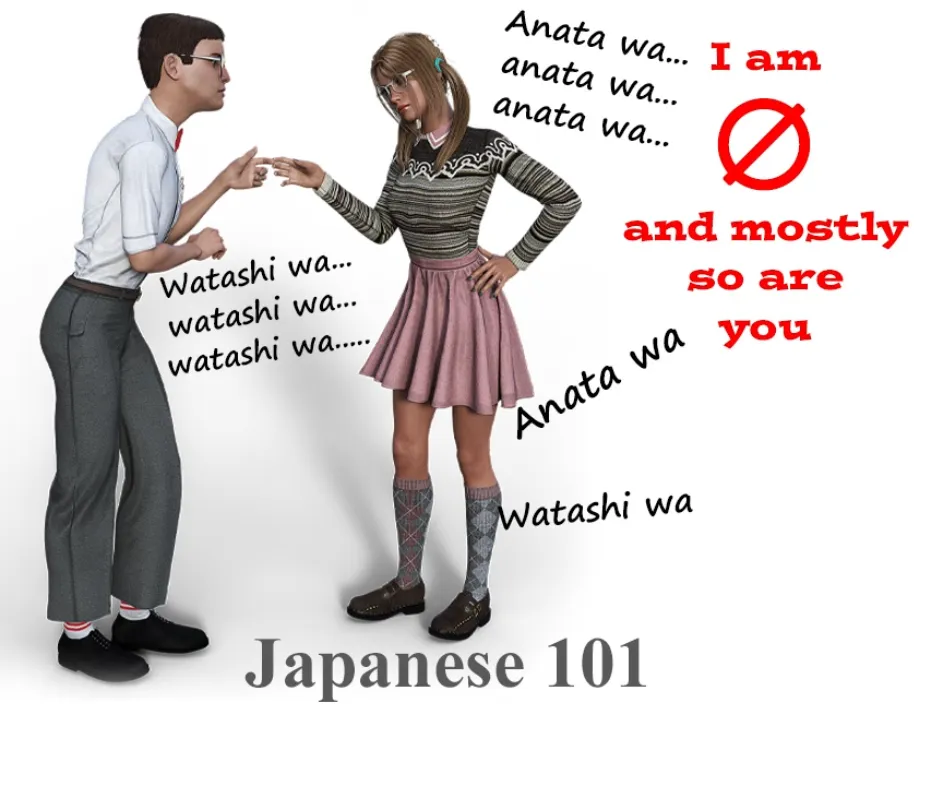 Anata wa...
anata wa...
anata wa...
I am
Ø
and mostly
so are
you
Watashi wa...
watashi wa...
watashi wa.....
Anata wa
Watashi wa
Japanese 101